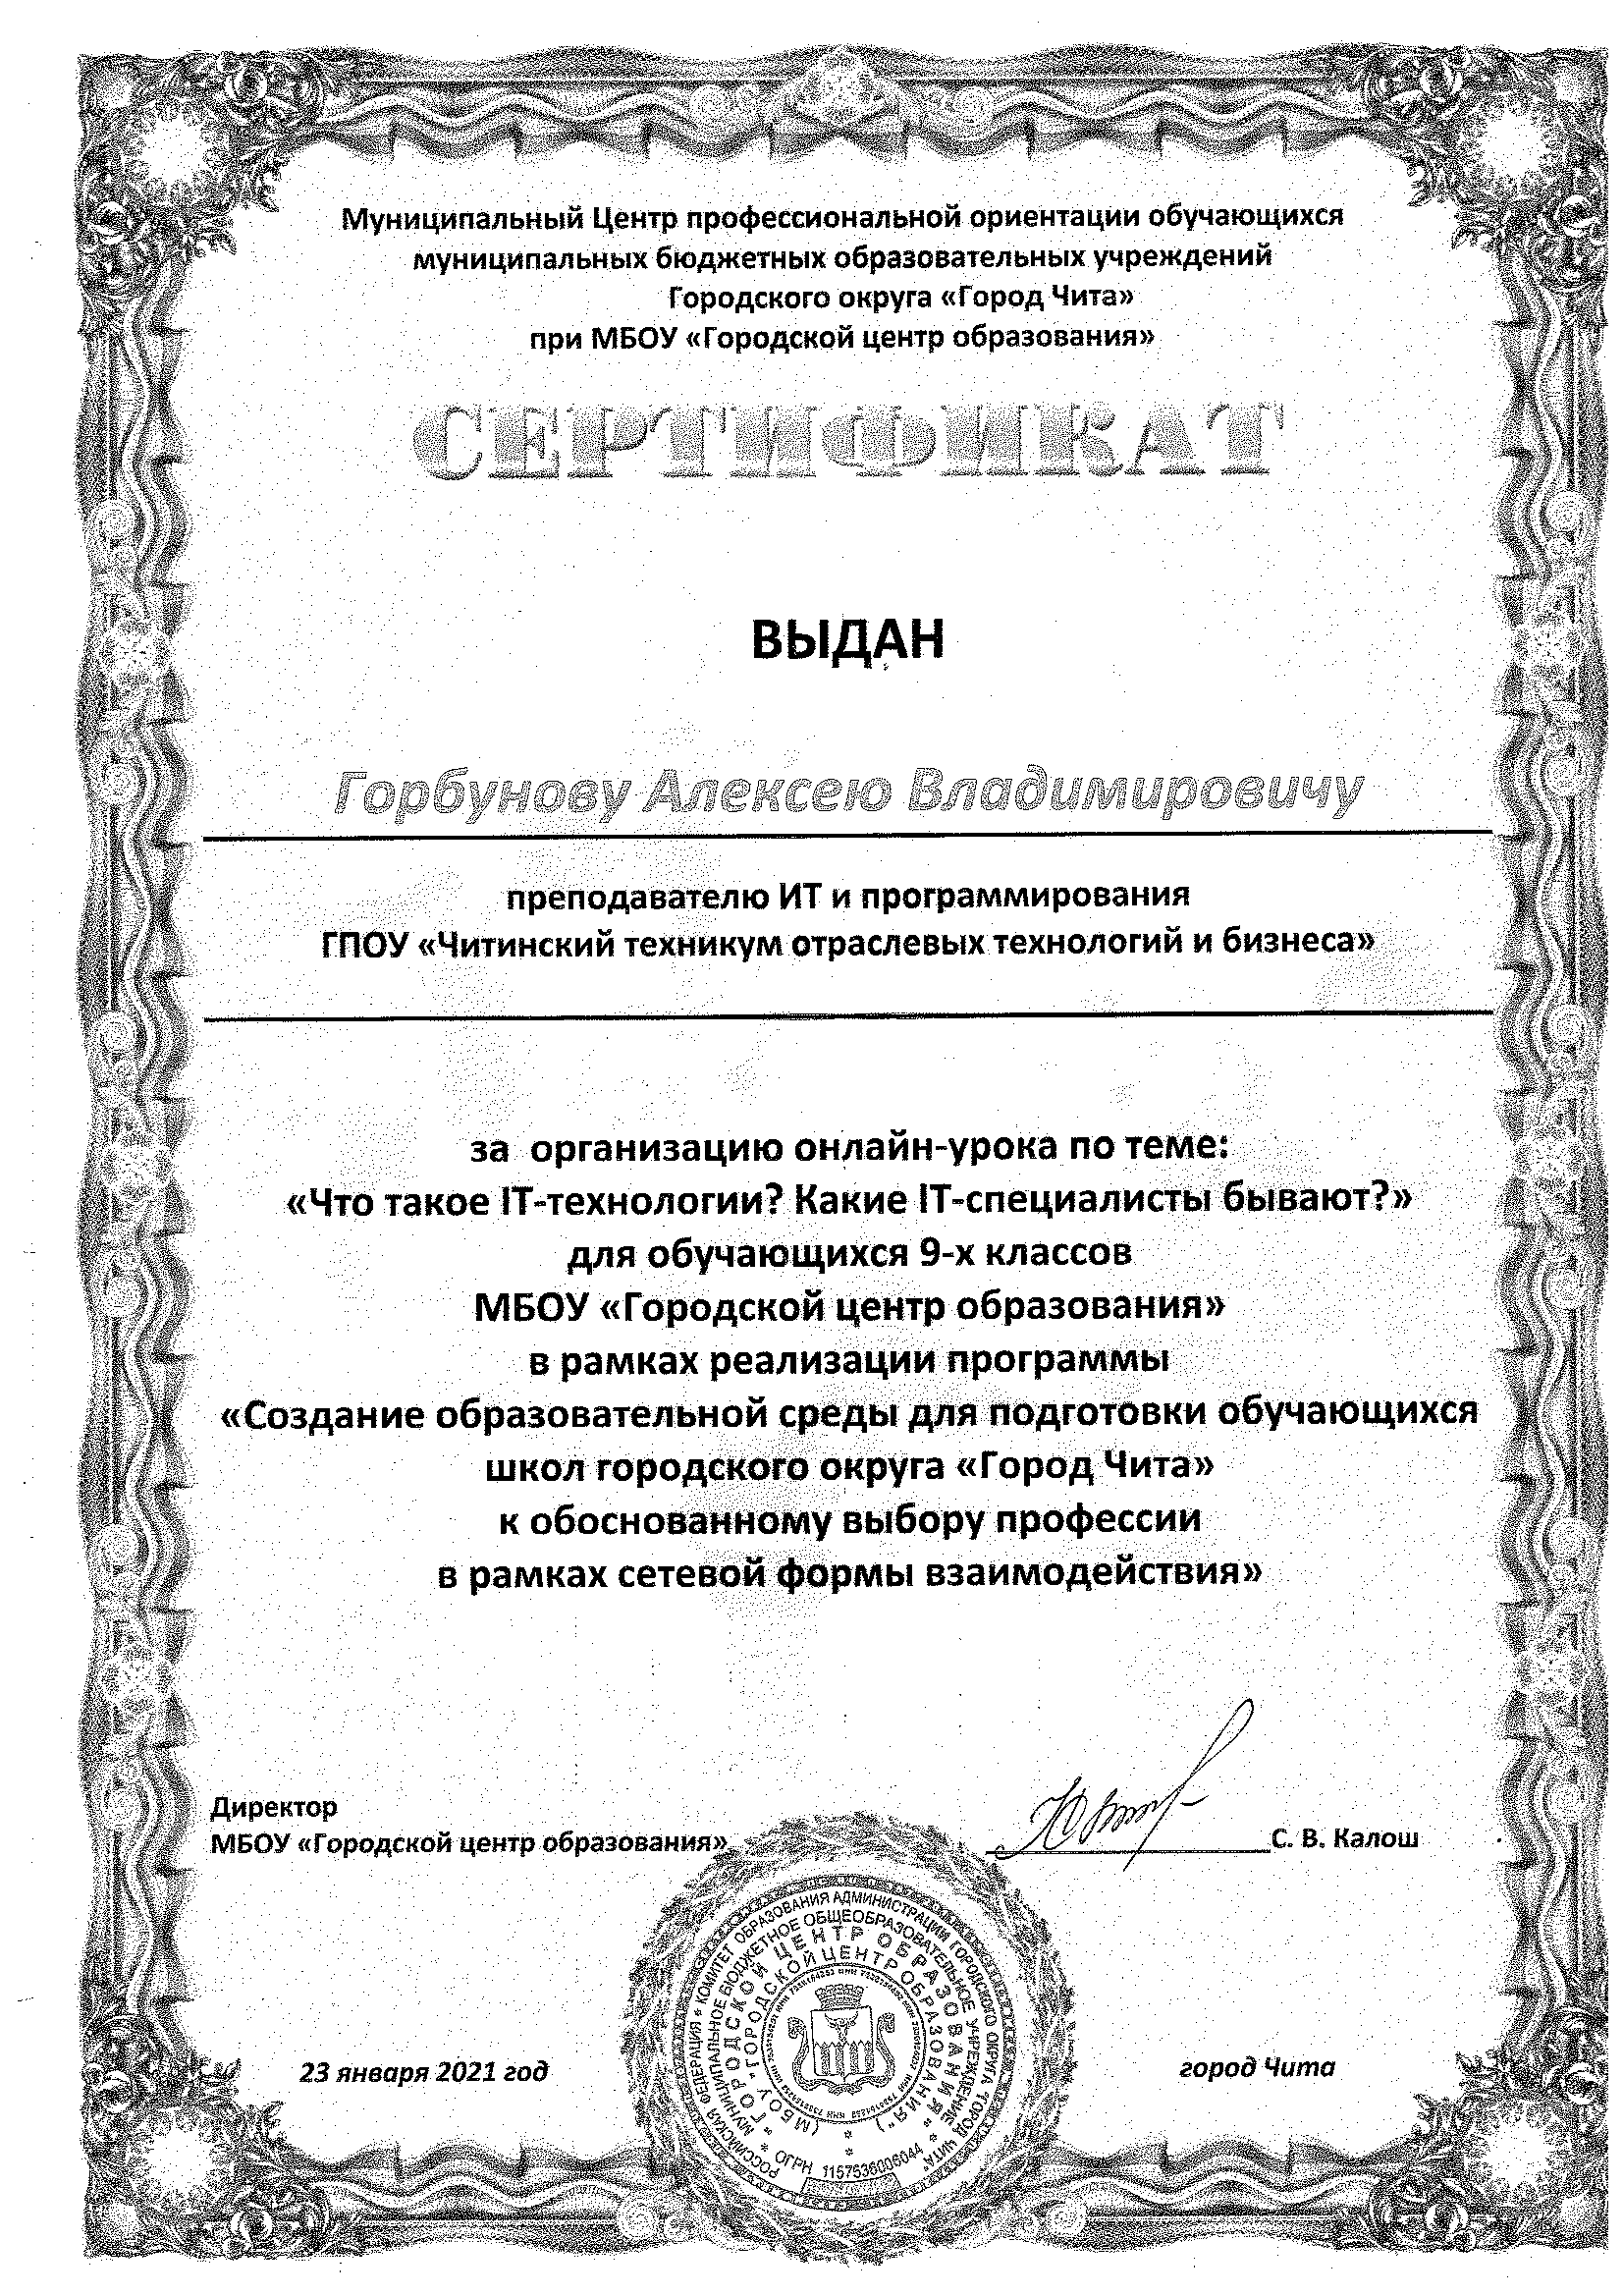 Муниципальный Центр профессиональной ориентации обучающихся
муниципальных бюджетных образовательных учреждений
Городского округа «Город Чита»
при МБОУ «Городской центр образования»
СЕРТИФИКАТ
ВЫДАН
Горбунову Алексею Владимировичу
преподавателю ИТ и программирования
ГПОУ «Читинский техникум отраслевых технологий и бизнеса»
за организацию онлайн-урока по теме:
«Что такое IT-технологии? Какие IT-специалисты бывают?»
для обучающихся 9-х классов
МБОУ «Городской центр образования»
в рамках реализации программы
«Создание образовательной среды для подготовки обучающихся
школ городского округа «Город Чита»
к обоснованному выбору профессии
в рамках сетевой формы взаимодействия»
Директор
МБОУ «Городской центр образования»
С. В. Калош
РОССИЙСКАЯ ФЕДЕРАЦИЯ * КОМИТЕТ ОБРАЗОВАНИЯ АДМИНИСТРАЦИИ ГОРОДСКОГО ОКРУГА "ГОРОД ЧИТА"
МУНИЦИПАЛЬНОЕ БЮДЖЕТНОЕ ОБЩЕОБРАЗОВАТЕЛЬНОЕ УЧРЕЖДЕНИЕ
"ГОРОДСКОЙ ЦЕНТР ОБРАЗОВАНИЯ"
(МБОУ "ГОРОДСКОЙ ЦЕНТР ОБРАЗОВАНИЯ")
* ОГРН 1157536006044 *
23 января 2021 год
город Чита